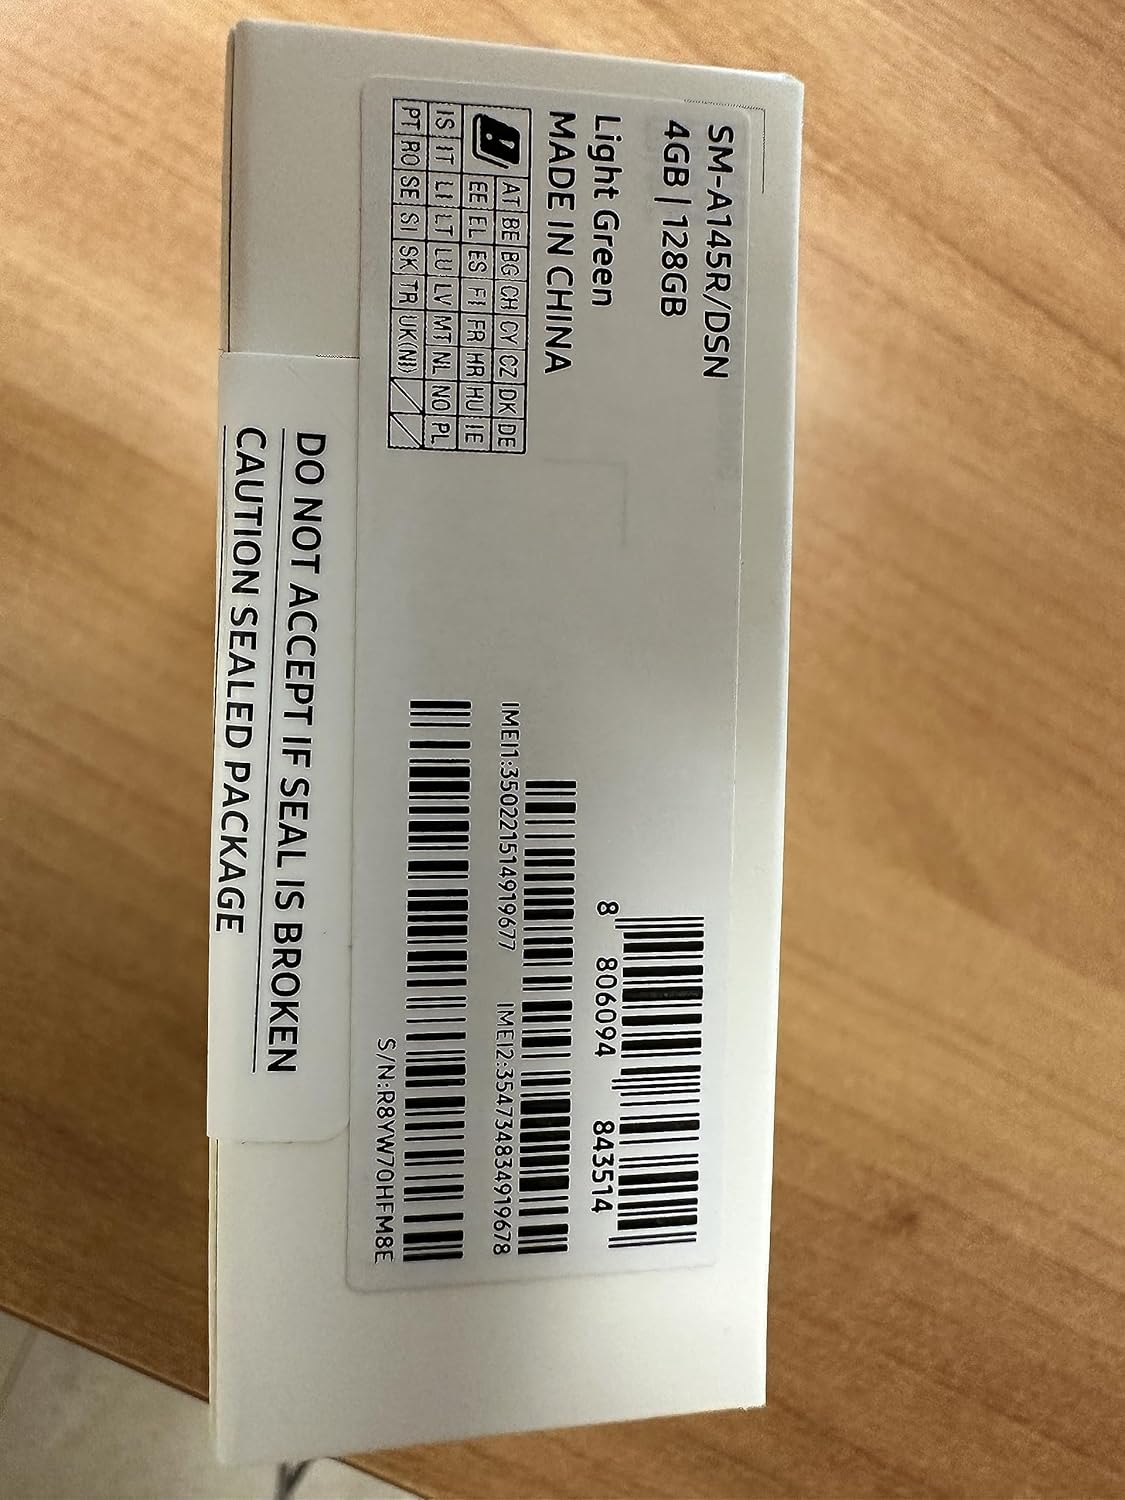 SM-A145R/DSN
4GB | 128GB
Light Green
MADE IN CHINA
AT BE BG CH CY CZ DK DE
EE EL ES FI FR HR HU IE
IS IT LI LT LU LV MT NL NO PL
PT RO SE SI SK TR UK(NI)
8 806094 843514
IMEI1:350221514919677 IMEI2:354734834919678
S/N:R8YW70HFM8E
DO NOT ACCEPT IF SEAL IS BROKEN
CAUTION SEALED PACKAGE